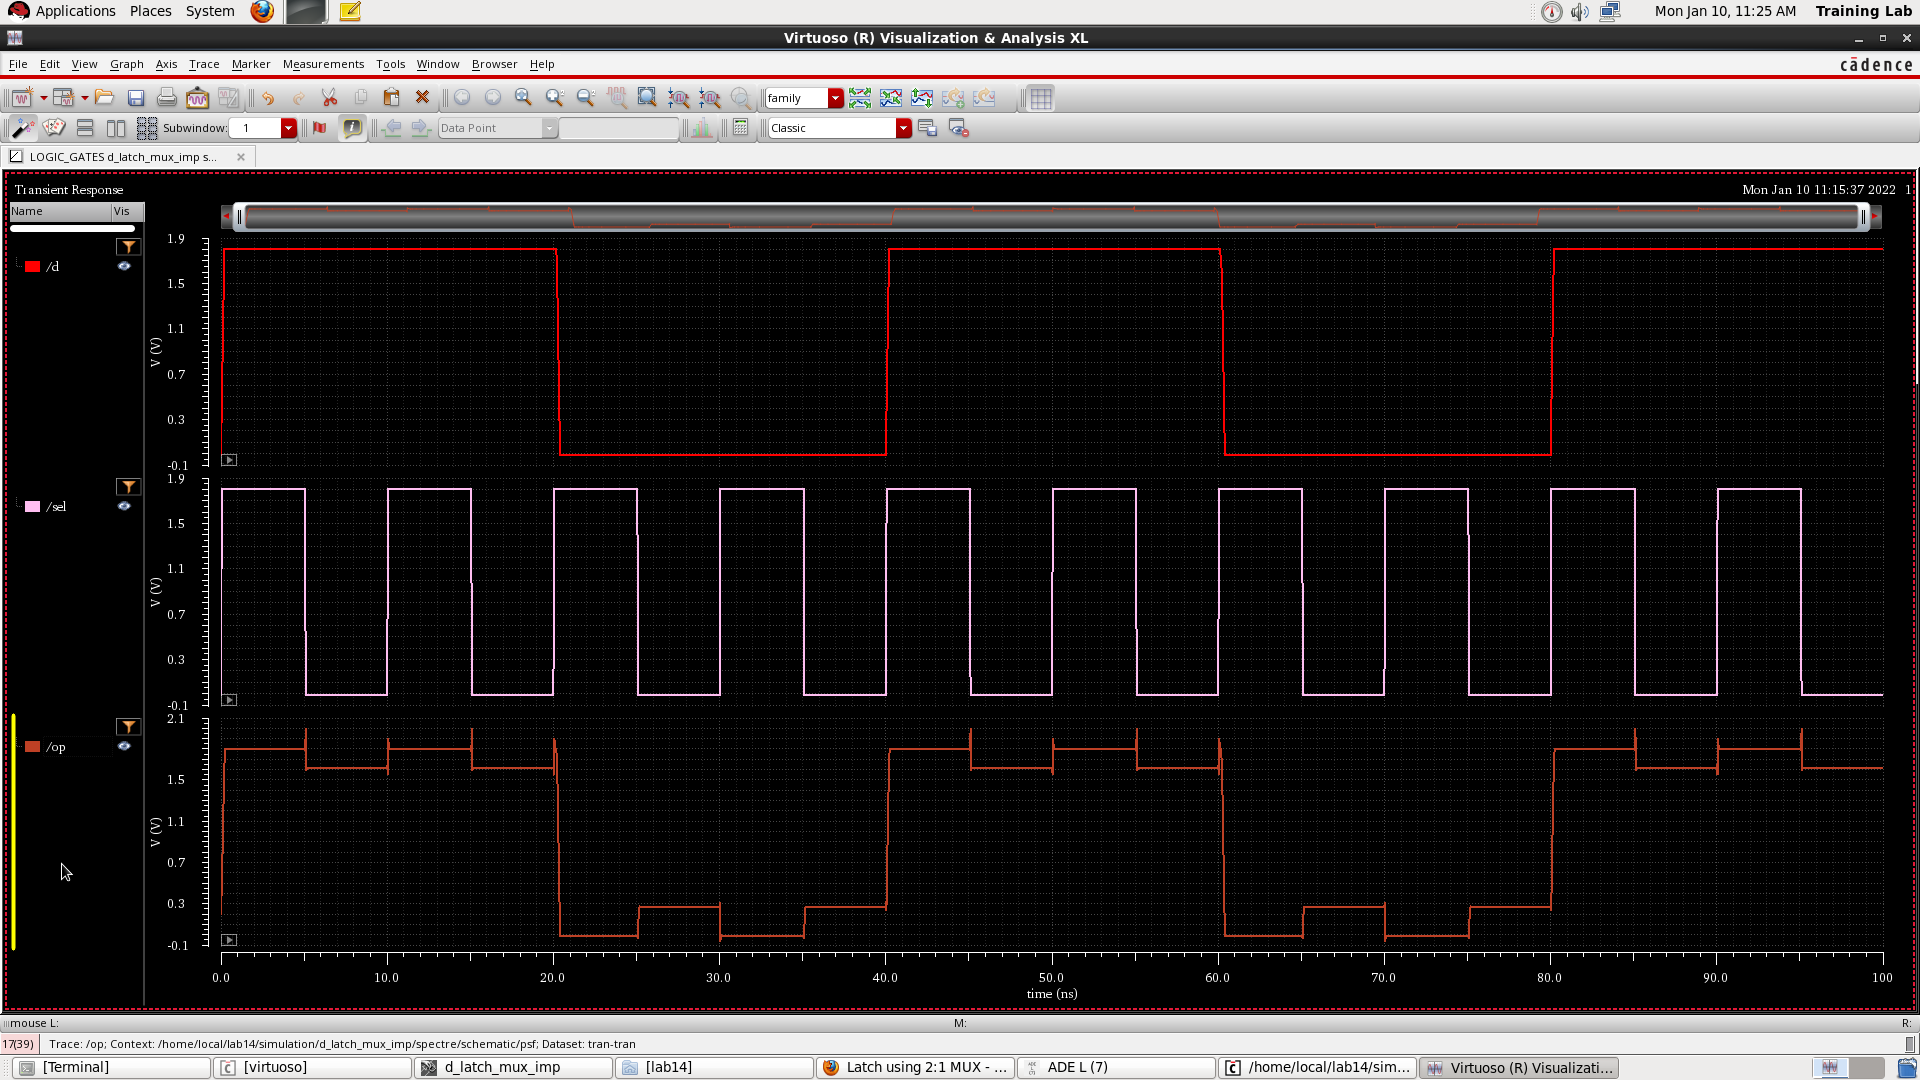 Applications Places System
Mon Jan 10, 11:25 AM Training Lab
Virtuoso (R) Visualization & Analysis XL
File Edit View Graph Axis Trace Marker Measurements Tools Window Browser Help
cādence
family
Subwindow: 1
Data Point
Classic
LOGIC_GATES d_latch_mux_imp s...
Transient Response
Mon Jan 10 11:15:37 2022 1
Name Vis
/d
1.9
1.5
1.1
0.7
0.3
-0.1
V (V)
/sel
1.9
1.5
1.1
0.7
0.3
-0.1
V (V)
/op
2.1
1.5
1.1
0.7
0.3
-0.1
V (V)
0.0 10.0 20.0 30.0 40.0 50.0 60.0 70.0 80.0 90.0 100
time (ns)
mouse L: M: R:
17(39) Trace: /op; Context: /home/local/lab14/simulation/d_latch_mux_imp/spectre/schematic/psf; Dataset: tran-tran
[Terminal] [virtuoso] d_latch_mux_imp [lab14] Latch using 2:1 MUX - ... ADE L (7) /home/local/lab14/sim... Virtuoso (R) Visualizati...